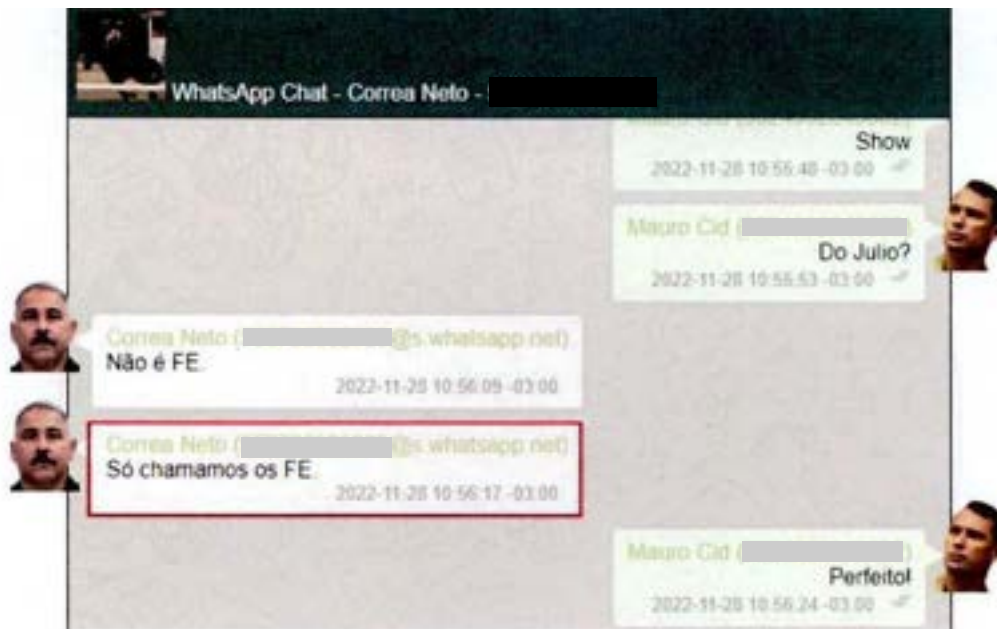 WhatsApp Chat - Correa Neto -
Show
2022-11-28 10:55:48 -03:00
Mauro Cid (
Do Julio?
2022-11-28 10:55:53 -03:00
Correa Neto (
@s.whatsapp.net)
Não é FE.
2022-11-28 10:56:09 -03:00
Correa Neto (
@s.whatsapp.net)
Só chamamos os FE.
2022-11-28 10:56:17 -03:00
Mauro Cid (
Perfeito!
2022-11-28 10:56:24 -03:00